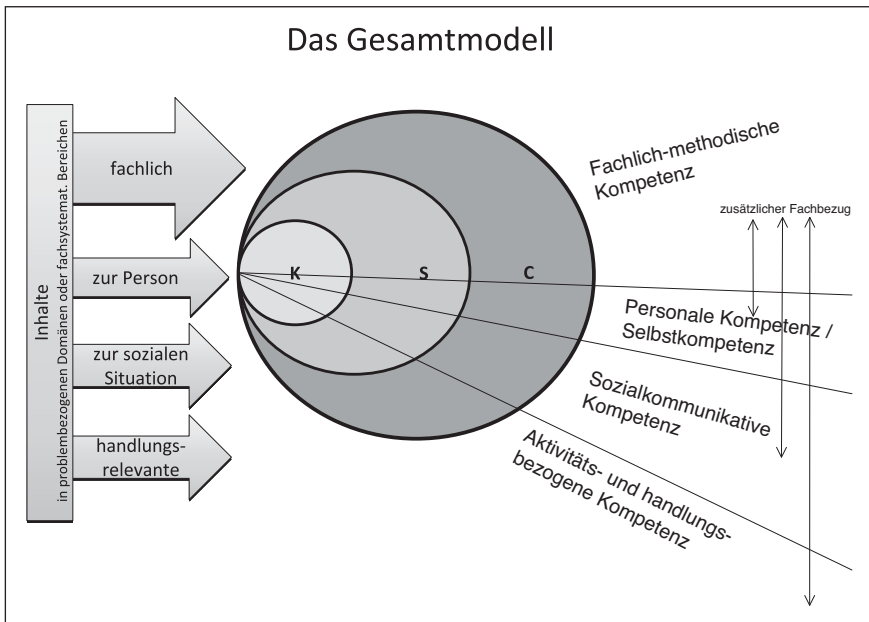 Das Gesamtmodell
Inhalte
in problembezogenen Domänen oder fachsystemat. Bereichen
fachlich
zur Person
zur sozialen
Situation
handlungs-
relevante
K
S
C
Fachlich-methodische
Kompetenz
zusätzlicher Fachbezug
Personale Kompetenz /
Selbstkompetenz
Sozialkommunikative
Kompetenz
Aktivitäts- und handlungs-
bezogene Kompetenz